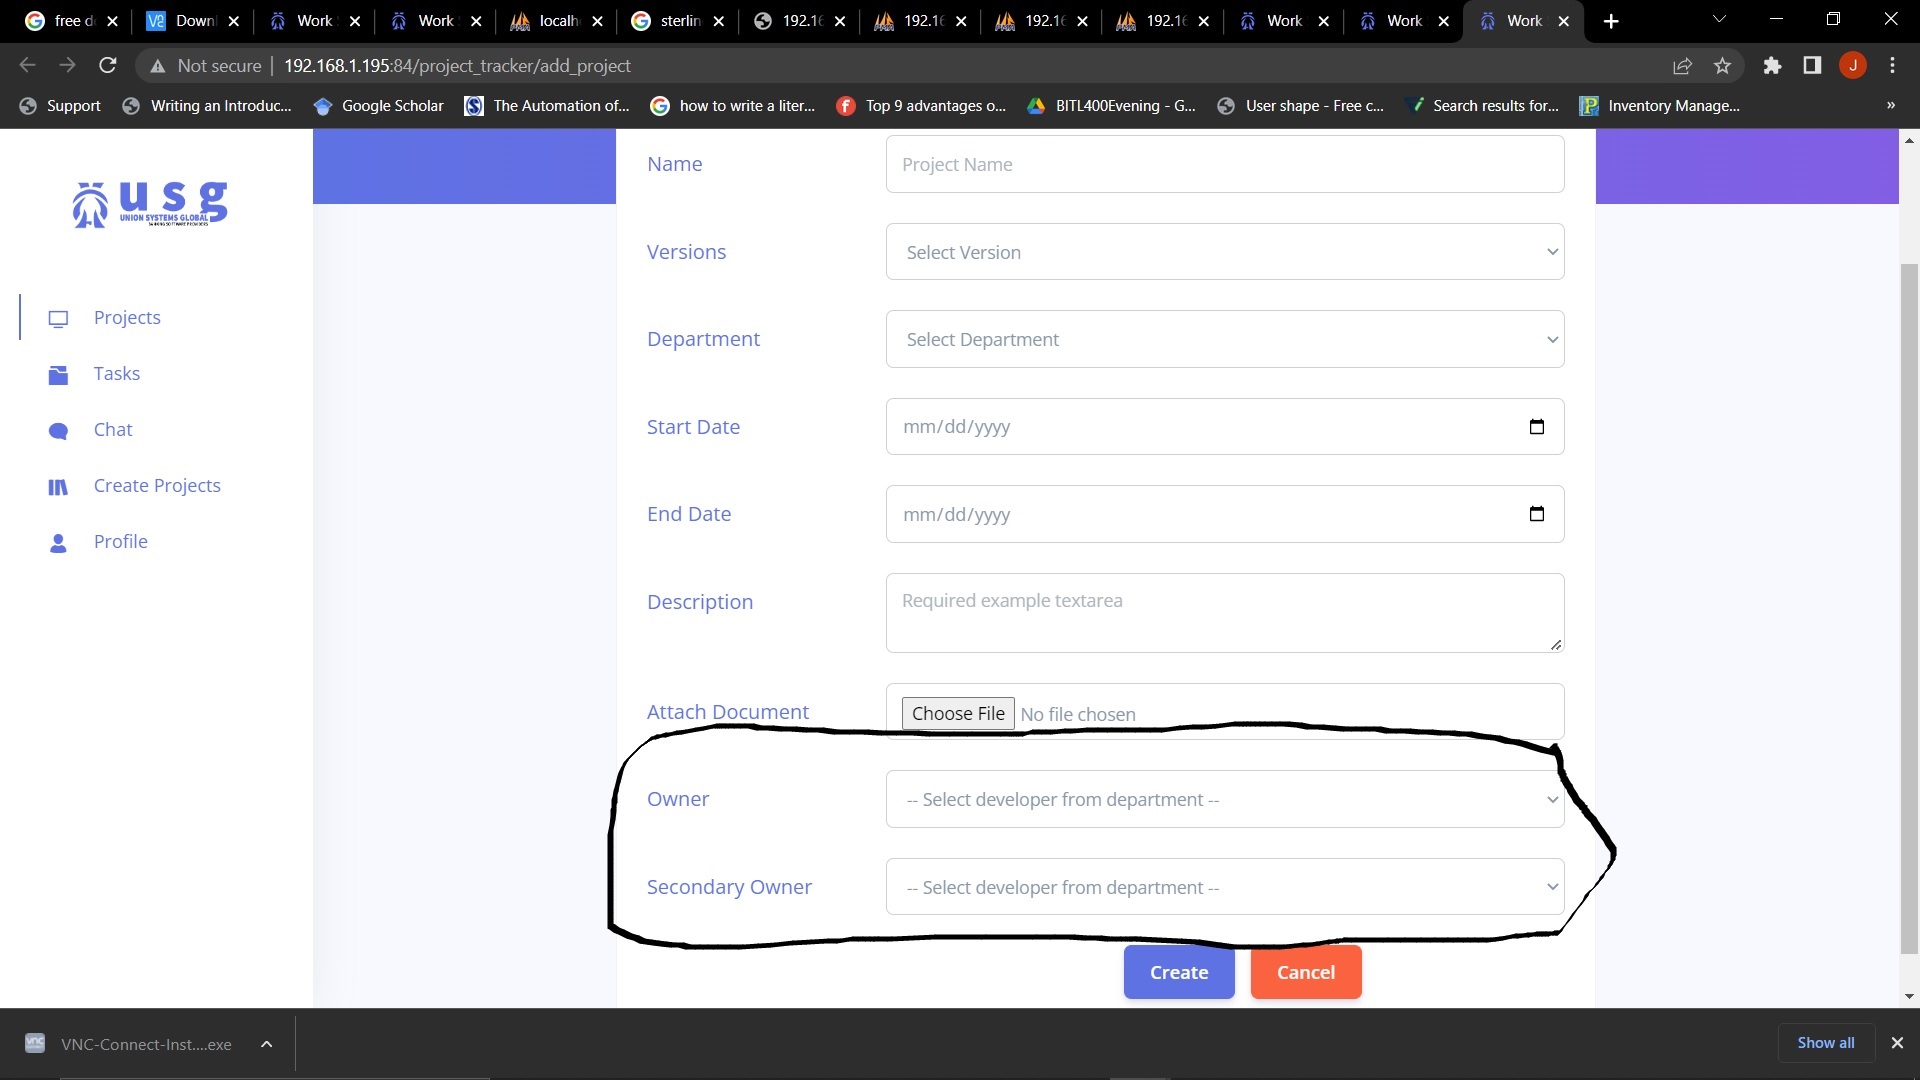 free d
Downl
Work
Work
localh
sterlin
192.16
192.16
192.16
192.16
Work
Work
Work
Not secure
192.168.1.195:84/project_tracker/add_project
J
Support
Writing an Introduc...
Google Scholar
The Automation of...
how to write a liter...
Top 9 advantages o...
BITL400Evening - G...
User shape - Free c...
Search results for...
Inventory Manage...
»
usg
UNION SYSTEMS GLOBAL
BANKING SOFTWARE PROVIDERS
Projects
Tasks
Chat
Create Projects
Profile
Name
Project Name
Versions
Select Version
Department
Select Department
Start Date
mm/dd/yyyy
End Date
mm/dd/yyyy
Description
Required example textarea
Attach Document
Choose File No file chosen
Owner
-- Select developer from department --
Secondary Owner
-- Select developer from department --
Create
Cancel
VNC-Connect-Inst....exe
Show all